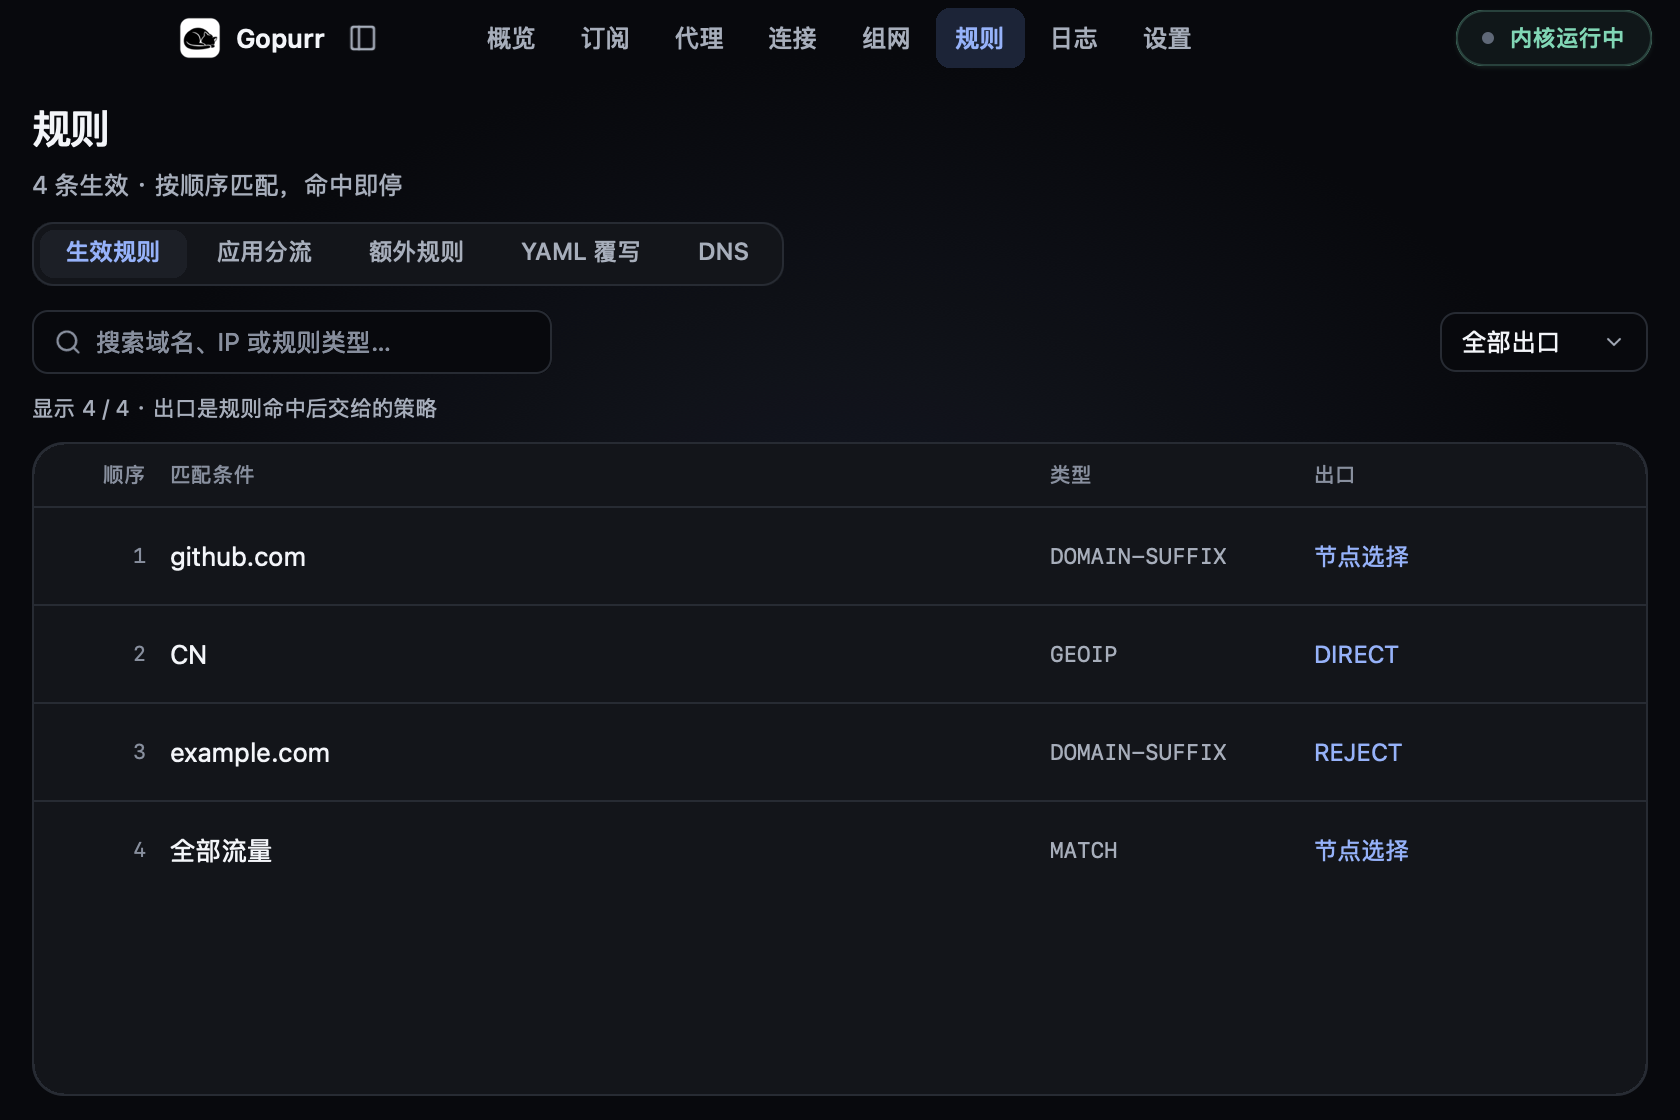 Gopurr 概览 订阅 代理 连接 组网 规则 日志 设置 内核运行中
规则
4 条生效 · 按顺序匹配，命中即停
生效规则 应用分流 额外规则 YAML 覆写 DNS
搜索域名、IP 或规则类型... 全部出口
显示 4 / 4 · 出口是规则命中后交给的策略
顺序 匹配条件 类型 出口
1 github.com DOMAIN-SUFFIX 节点选择
2 CN GEOIP DIRECT
3 example.com DOMAIN-SUFFIX REJECT
4 全部流量 MATCH 节点选择